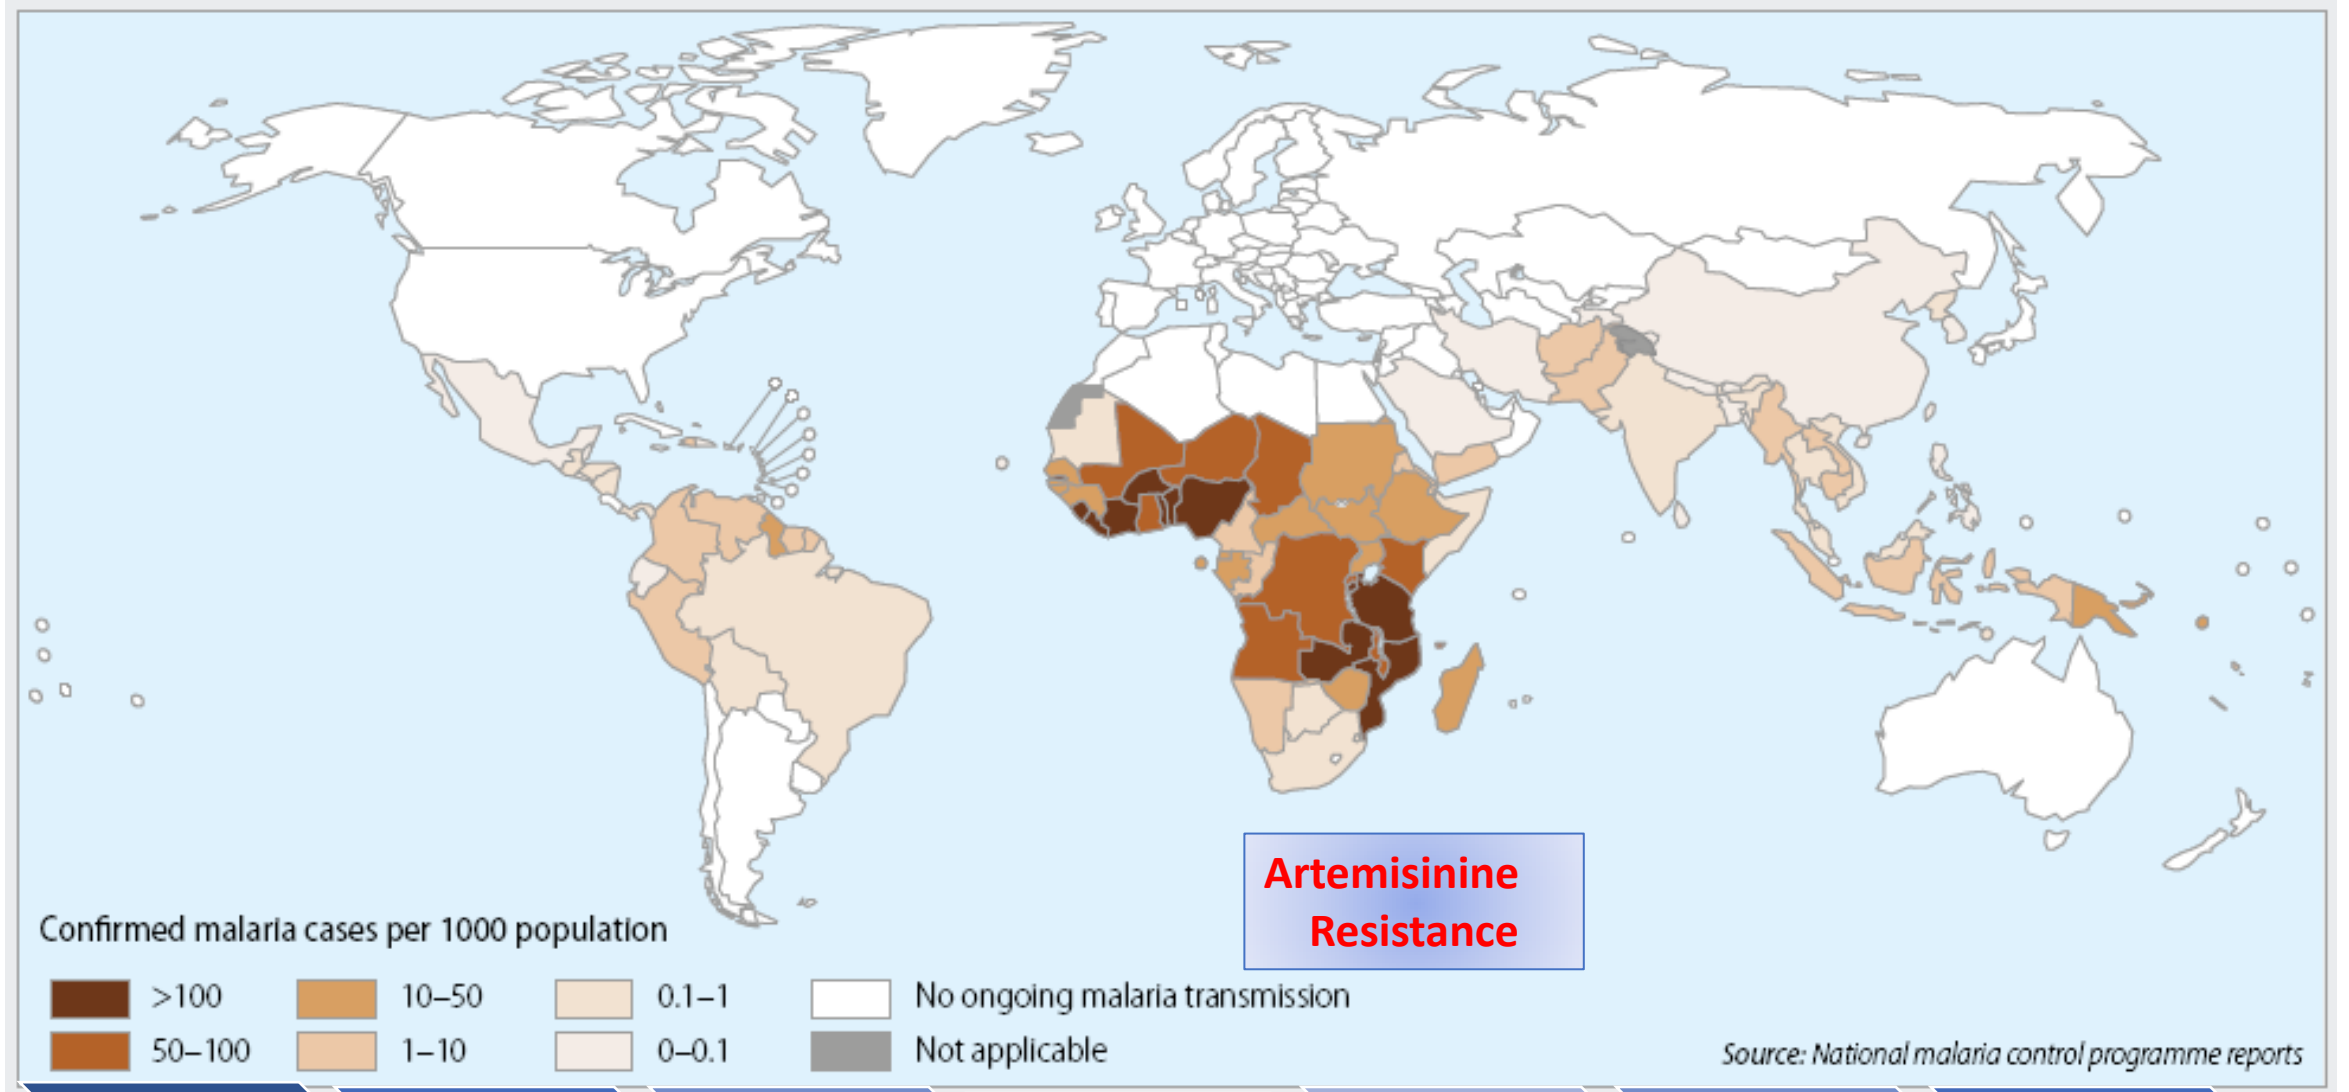 Artemisinine
Resistance
Confirmed malaria cases per 1000 population
>100
10–50
0.1–1
No ongoing malaria transmission
50–100
1–10
0–0.1
Not applicable
Source: National malaria control programme reports